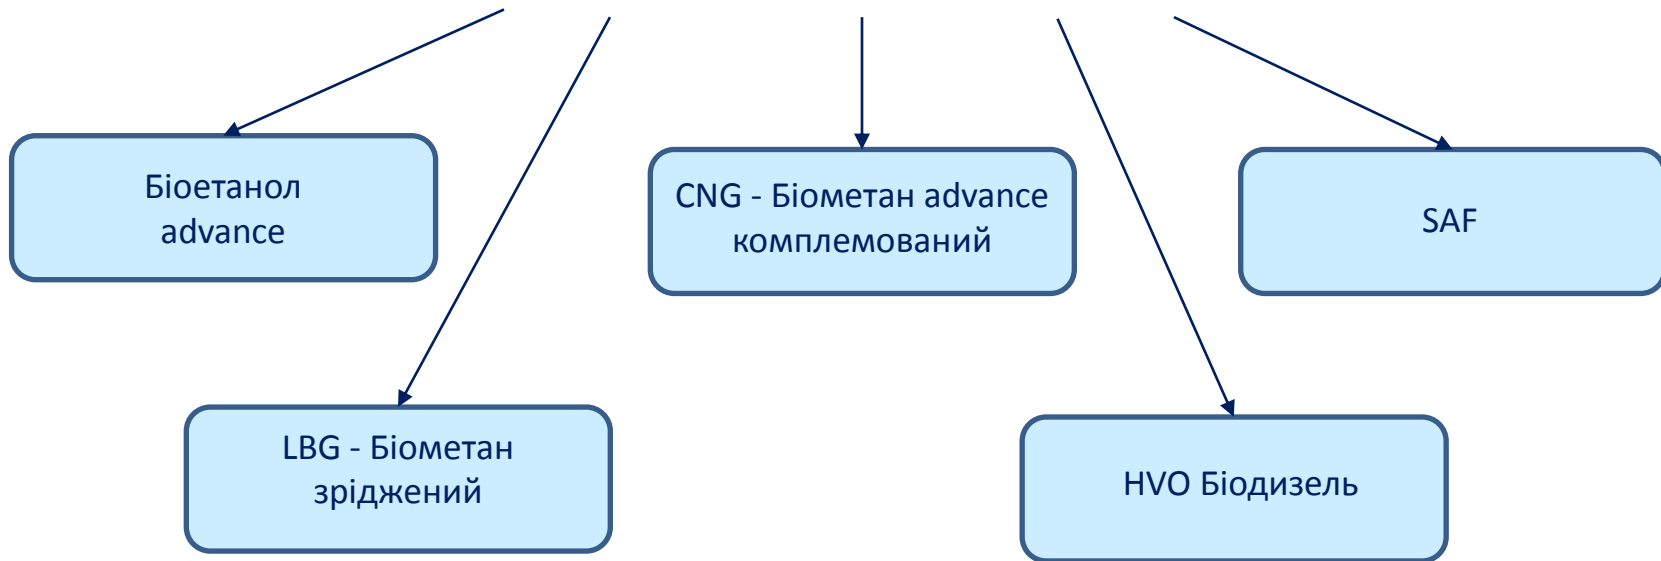 Біоетанол
advance
CNG - Біометан advance
комплемований
SAF
LBG - Біометан
зріджений
HVO Біодизель